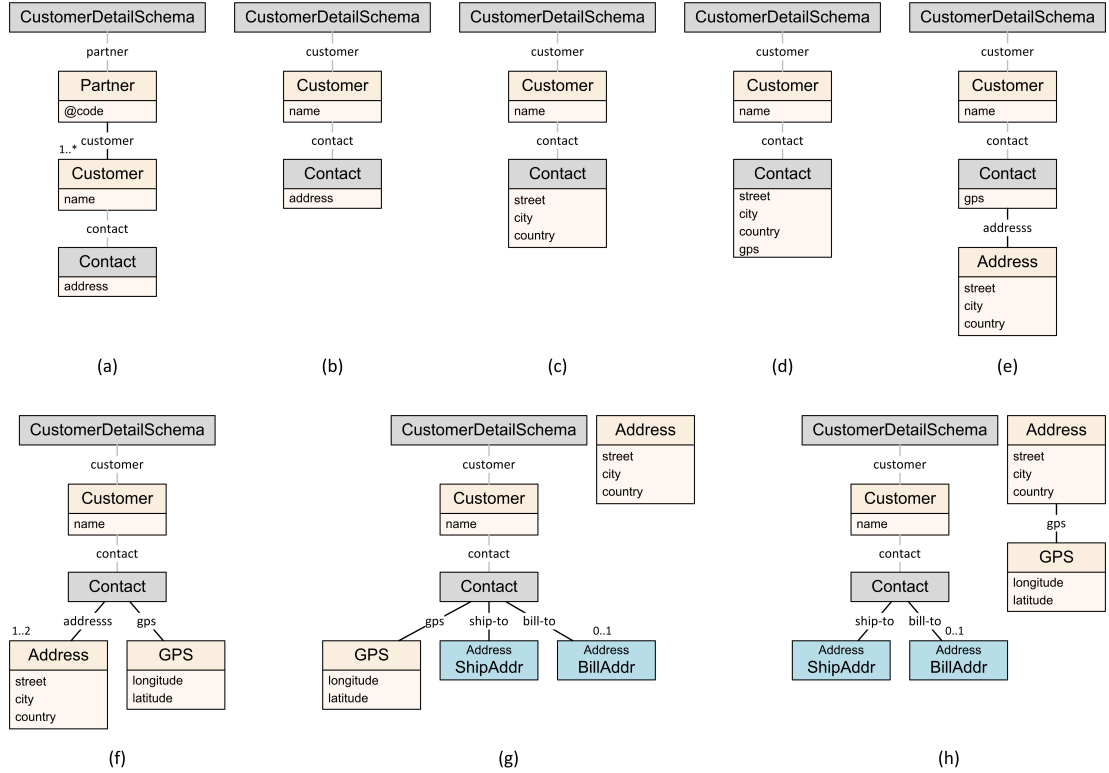 CustomerDetailSchema
partner
Partner
@code
customer
1..*
Customer
name
contact
Contact
address
(a)
CustomerDetailSchema
customer
Customer
name
contact
Contact
address
(b)
CustomerDetailSchema
customer
Customer
name
contact
Contact
street
city
country
(c)
CustomerDetailSchema
customer
Customer
name
contact
Contact
street
city
country
gps
(d)
CustomerDetailSchema
customer
Customer
name
contact
Contact
gps
addresss
Address
street
city
country
(e)
CustomerDetailSchema
customer
Customer
name
contact
Contact
addresss
gps
1..2
Address
street
city
country
GPS
longitude
latitude
(f)
CustomerDetailSchema
customer
Customer
name
contact
Contact
gps
ship-to
bill-to
0..1
GPS
longitude
latitude
Address
ShipAddr
Address
BillAddr
Address
street
city
country
(g)
CustomerDetailSchema
customer
Customer
name
contact
Contact
ship-to
bill-to
0..1
Address
ShipAddr
Address
BillAddr
Address
street
city
country
gps
GPS
longitude
latitude
(h)